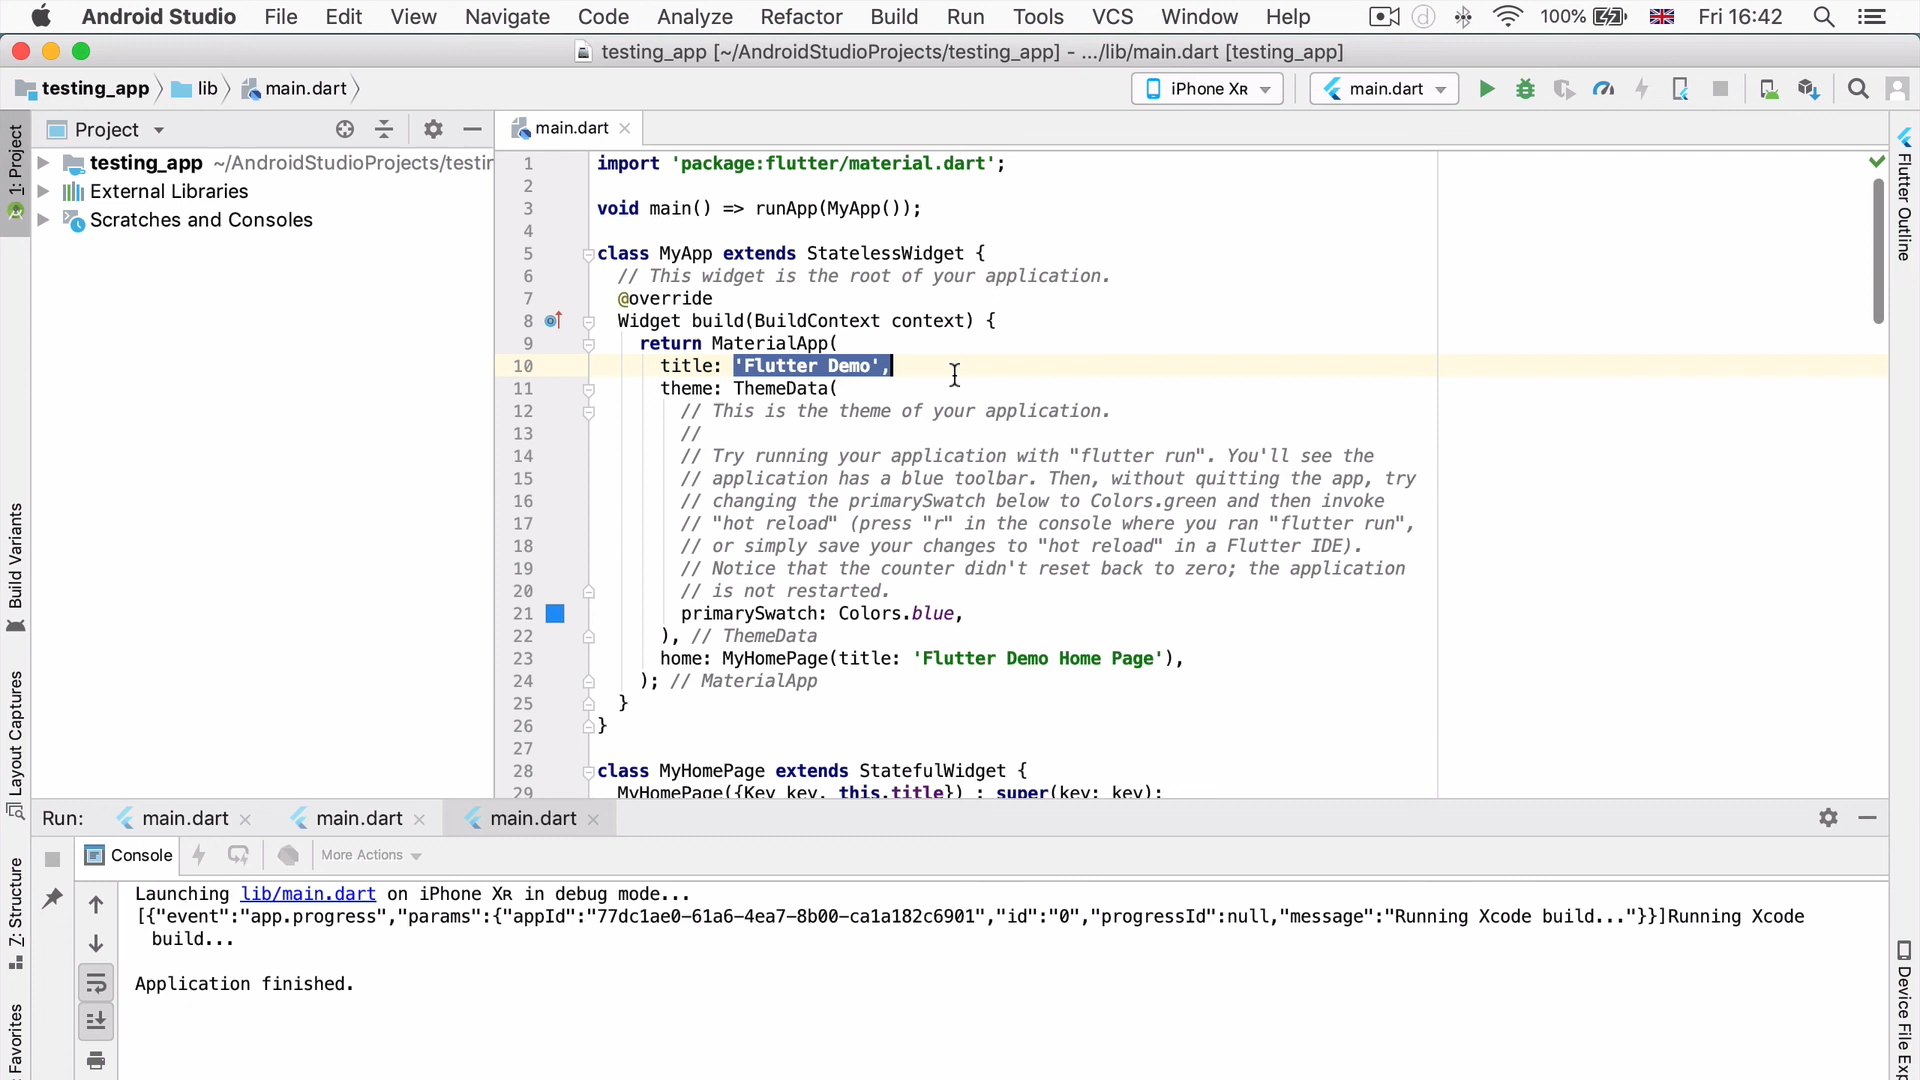 Android Studio File Edit View Navigate Code Analyze Refactor Build Run Tools VCS Window Help 100% Fri 16:42
testing_app [~/AndroidStudioProjects/testing_app] - .../lib/main.dart [testing_app]
testing_app lib main.dart iPhone Xʀ main.dart
Project main.dart
testing_app ~/AndroidStudioProjects/testin
External Libraries
Scratches and Consoles
1: Project
Build Variants
Layout Captures
Z: Structure
Favorites
1 import 'package:flutter/material.dart';
2
3 void main() => runApp(MyApp());
4
5 class MyApp extends StatelessWidget {
6 // This widget is the root of your application.
7 @override
8 Widget build(BuildContext context) {
9 return MaterialApp(
10 title: 'Flutter Demo',
11 theme: ThemeData(
12 // This is the theme of your application.
13 //
14 // Try running your application with "flutter run". You'll see the
15 // application has a blue toolbar. Then, without quitting the app, try
16 // changing the primarySwatch below to Colors.green and then invoke
17 // "hot reload" (press "r" in the console where you ran "flutter run",
18 // or simply save your changes to "hot reload" in a Flutter IDE).
19 // Notice that the counter didn't reset back to zero; the application
20 // is not restarted.
21 primarySwatch: Colors.blue,
22 ), // ThemeData
23 home: MyHomePage(title: 'Flutter Demo Home Page'),
24 ); // MaterialApp
25 }
26 }
27
28 class MyHomePage extends StatefulWidget {
29 MyHomePage({Key key, this.title}) : super(key: key);
Flutter Outline
Device File Exp
Run: main.dart main.dart main.dart
Console More Actions
Launching lib/main.dart on iPhone Xʀ in debug mode...
[{"event":"app.progress","params":{"appId":"77dc1ae0-61a6-4ea7-8b00-ca1a182c6901","id":"0","progressId":null,"message":"Running Xcode build..."}}]Running Xcode
build...
Application finished.